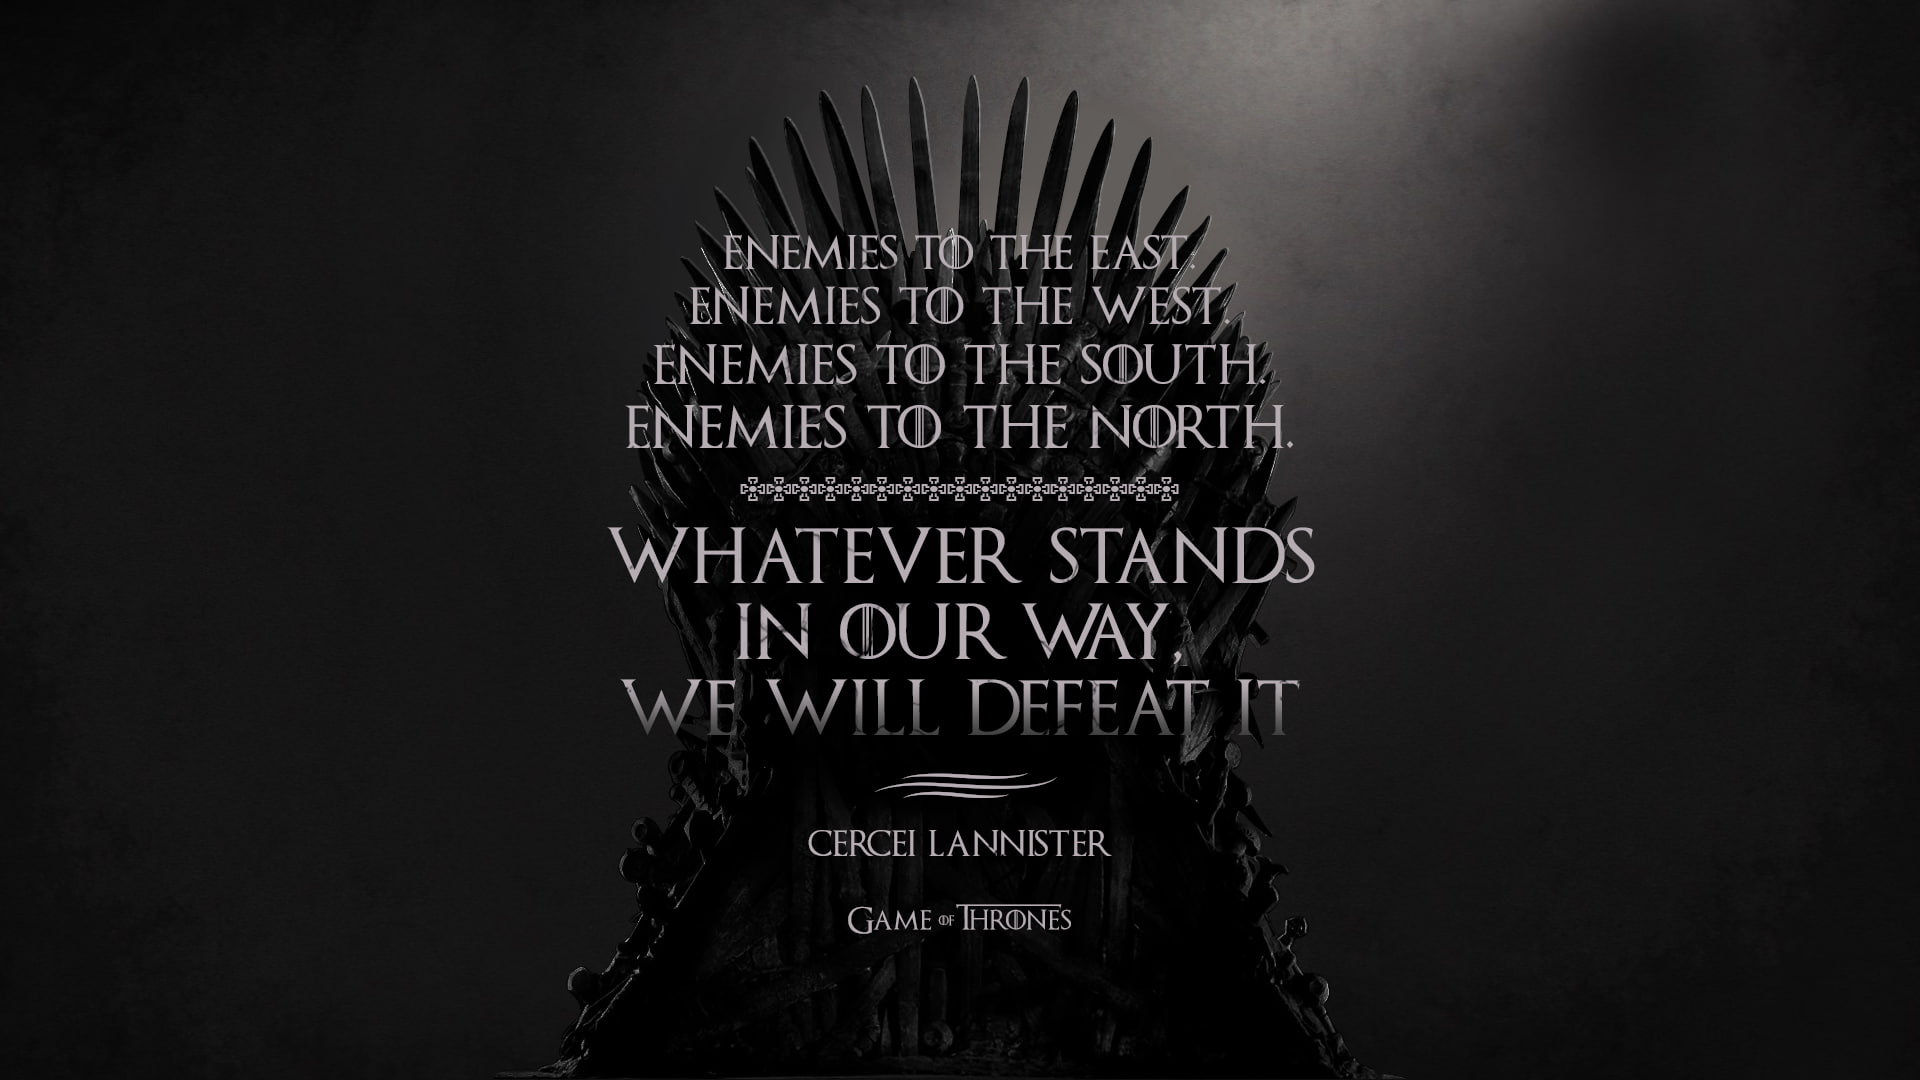 ENEMIES TO THE EAST.
ENEMIES TO THE WEST.
ENEMIES TO THE SOUTH.
ENEMIES TO THE NORTH.
WHATEVER STANDS
IN OUR WAY,
WE WILL DEFEAT IT
CERCEI LANNISTER
GAME OF THRONES